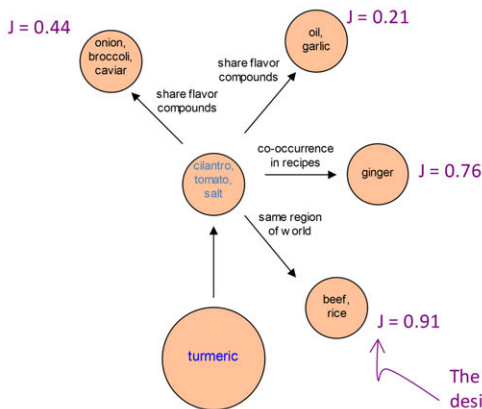 J = 0.44
onion,
broccoli,
caviar
J = 0.21
oil,
garlic
share flavor
compounds
share flavor
compounds
cilantro,
tomato,
salt
co-occurrence
in recipes
ginger
J = 0.76
same region
of world
beef,
rice
J = 0.91
turmeric
The
desi